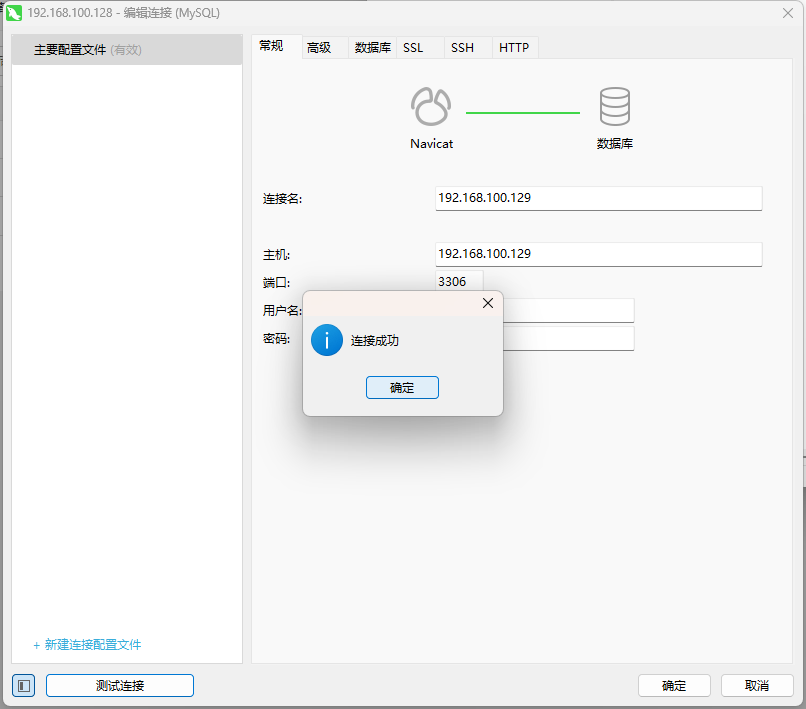 192.168.100.128 - 编辑连接 (MySQL)
主要配置文件 (有效)
常规 高级 数据库 SSL SSH HTTP
Navicat 数据库
连接名: 192.168.100.129
主机: 192.168.100.129
端口: 3306
用户名:
密码:
连接成功
确定
+ 新建连接配置文件
测试连接 确定 取消